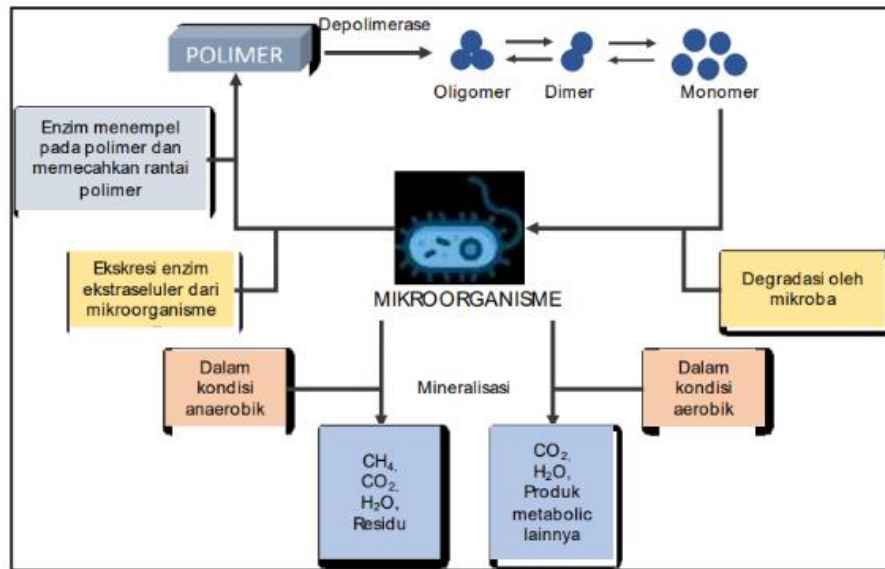 Depolimerase
POLIMER
Oligomer
Dimer
Monomer
Enzim menempel
pada polimer dan
memecahkan rantai
polimer
Ekskresi enzim
ekstraseluler dari
mikroorganisme
MIKROORGANISME
Degradasi oleh
mikroba
Dalam
kondisi
anaerobik
Mineralisasi
Dalam
kondisi
aerobik
CH₄,
CO₂,
H₂O,
Residu
CO₂,
H₂O,
Produk
metabolic
lainnya